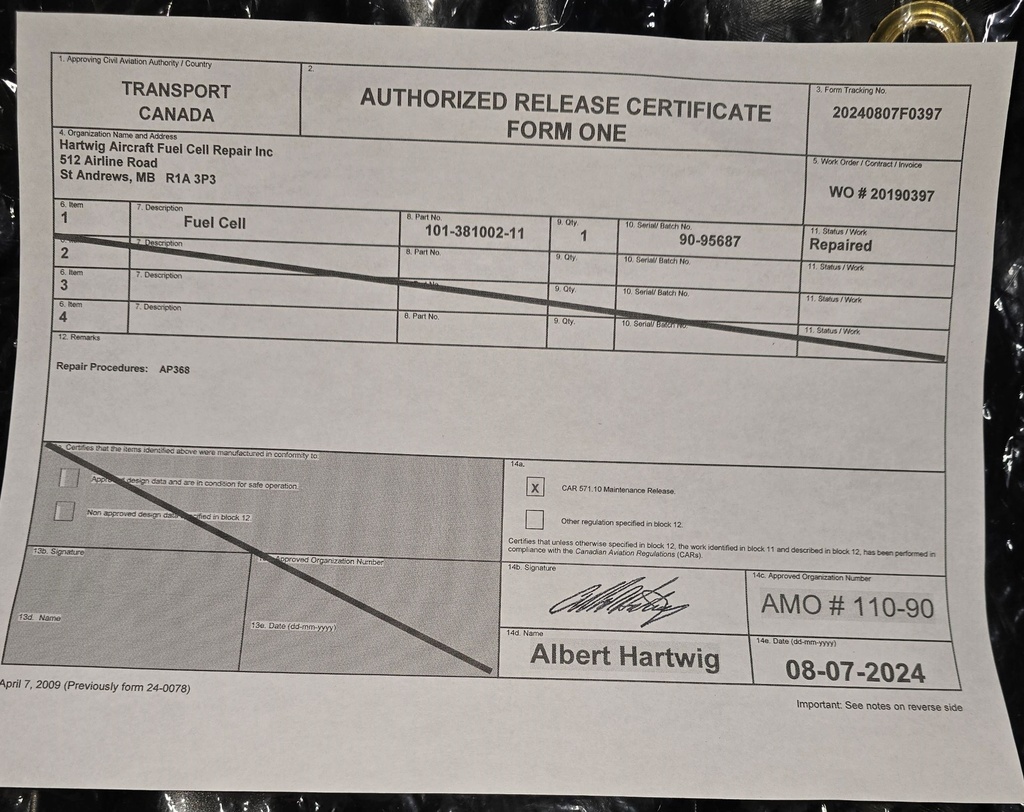 1. Approving Civil Aviation Authority / Country
TRANSPORT
CANADA
2.
AUTHORIZED RELEASE CERTIFICATE
FORM ONE
3. Form Tracking No.
20240807F0397
4. Organization Name and Address
Hartwig Aircraft Fuel Cell Repair Inc
512 Airline Road
St Andrews, MB R1A 3P3
5. Work Order / Contract / Invoice
WO # 20190397
6. Item
1
7. Description
Fuel Cell
8. Part No.
101-381002-11
9. Qty.
1
10. Serial/ Batch No.
90-95687
11. Status / Work
Repaired
6. Item
2
7. Description
8. Part No.
9. Qty.
10. Serial/ Batch No.
11. Status / Work
6. Item
3
7. Description
8. Part No.
9. Qty.
10. Serial/ Batch No.
11. Status / Work
6. Item
4
7. Description
8. Part No.
9. Qty.
10. Serial/ Batch No.
11. Status / Work
12. Remarks
Repair Procedures: AP368
Certifies that the items identified above were manufactured in conformity to:
Approved design data and are in condition for safe operation.
Non approved design data specified in block 12.
13b. Signature
Approved Organization Number
13d. Name
13e. Date (dd-mm-yyyy)
14a.
X CAR 571.10 Maintenance Release.
Other regulation specified in block 12.
Certifies that unless otherwise specified in block 12, the work identified in block 11 and described in block 12, has been performed in
compliance with the Canadian Aviation Regulations (CARs).
14b. Signature
14c. Approved Organization Number
AMO # 110-90
14d. Name
Albert Hartwig
14e. Date (dd-mm-yyyy)
08-07-2024
April 7, 2009 (Previously form 24-0078)
Important: See notes on reverse side